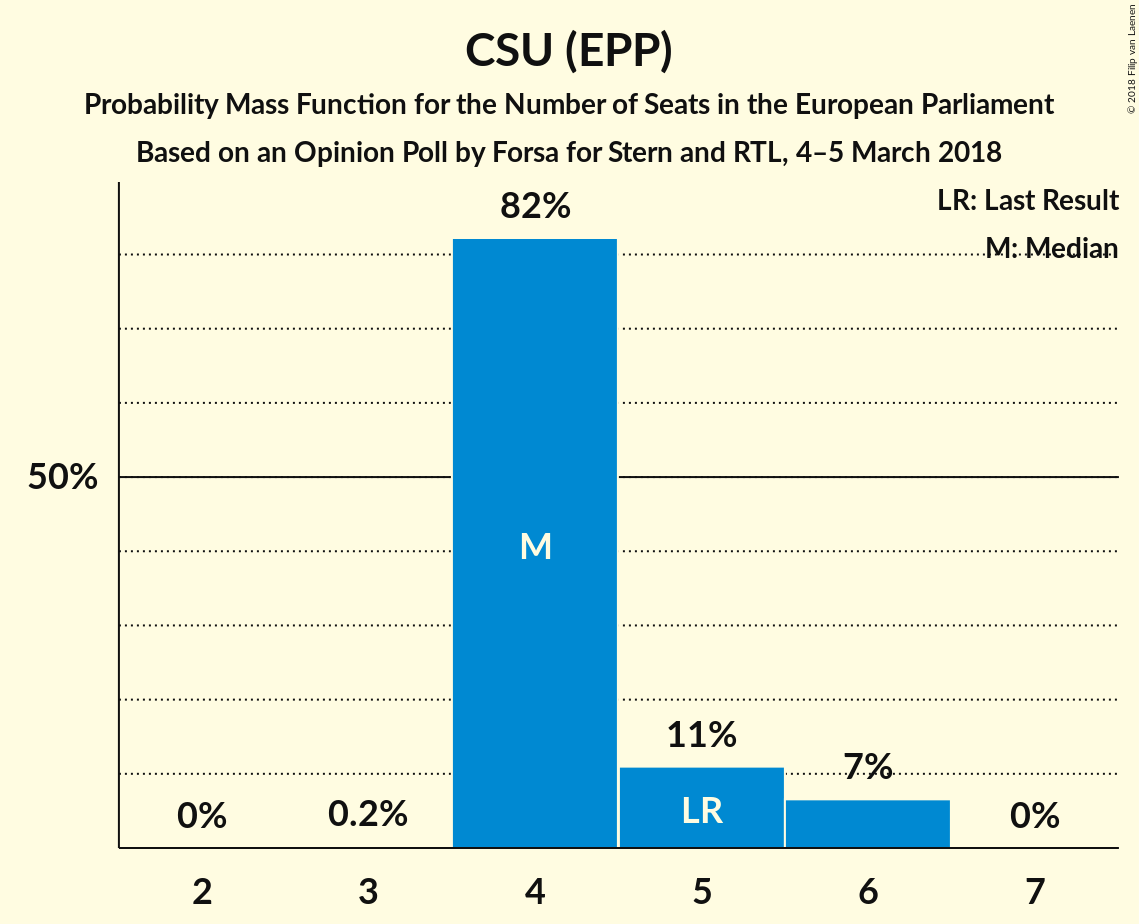 CSU (EPP)
Probability Mass Function for the Number of Seats in the European Parliament
Based on an Opinion Poll by Forsa for Stern and RTL, 4–5 March 2018
© 2018 Filip van Laenen
LR: Last Result
M: Median
82%
50%
M
11%
7%
LR
0%
0.2%
0%
2 3 4 5 6 7